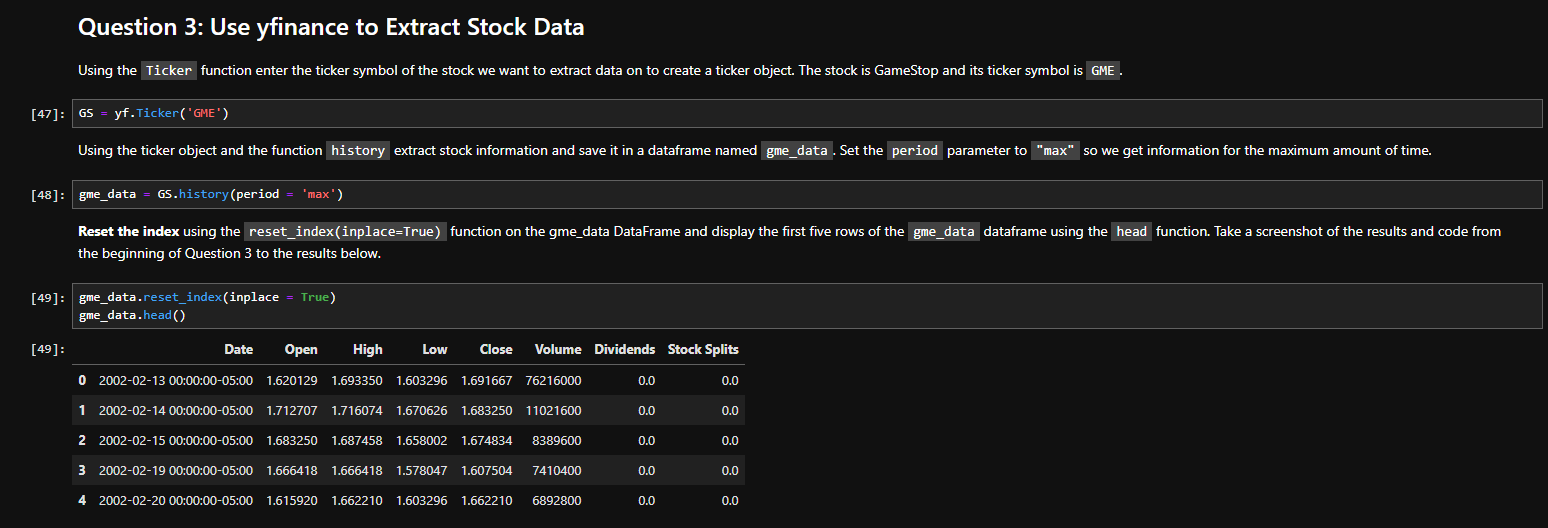 Question 3: Use yfinance to Extract Stock Data
Using the Ticker function enter the ticker symbol of the stock we want to extract data on to create a ticker object. The stock is GameStop and its ticker symbol is GME.
[47]: GS = yf.Ticker('GME')
Using the ticker object and the function history extract stock information and save it in a dataframe named gme_data. Set the period parameter to "max" so we get information for the maximum amount of time.
[48]: gme_data = GS.history(period = 'max')
Reset the index using the reset_index(inplace=True) function on the gme_data DataFrame and display the first five rows of the gme_data dataframe using the head function. Take a screenshot of the results and code from
the beginning of Question 3 to the results below.
[49]: gme_data.reset_index(inplace = True)
gme_data.head()
[49]: Date Open High Low Close Volume Dividends Stock Splits
0 2002-02-13 00:00:00-05:00 1.620129 1.693350 1.603296 1.691667 76216000 0.0 0.0
1 2002-02-14 00:00:00-05:00 1.712707 1.716074 1.670626 1.683250 11021600 0.0 0.0
2 2002-02-15 00:00:00-05:00 1.683250 1.687458 1.658002 1.674834 8389600 0.0 0.0
3 2002-02-19 00:00:00-05:00 1.666418 1.666418 1.578047 1.607504 7410400 0.0 0.0
4 2002-02-20 00:00:00-05:00 1.615920 1.662210 1.603296 1.662210 6892800 0.0 0.0